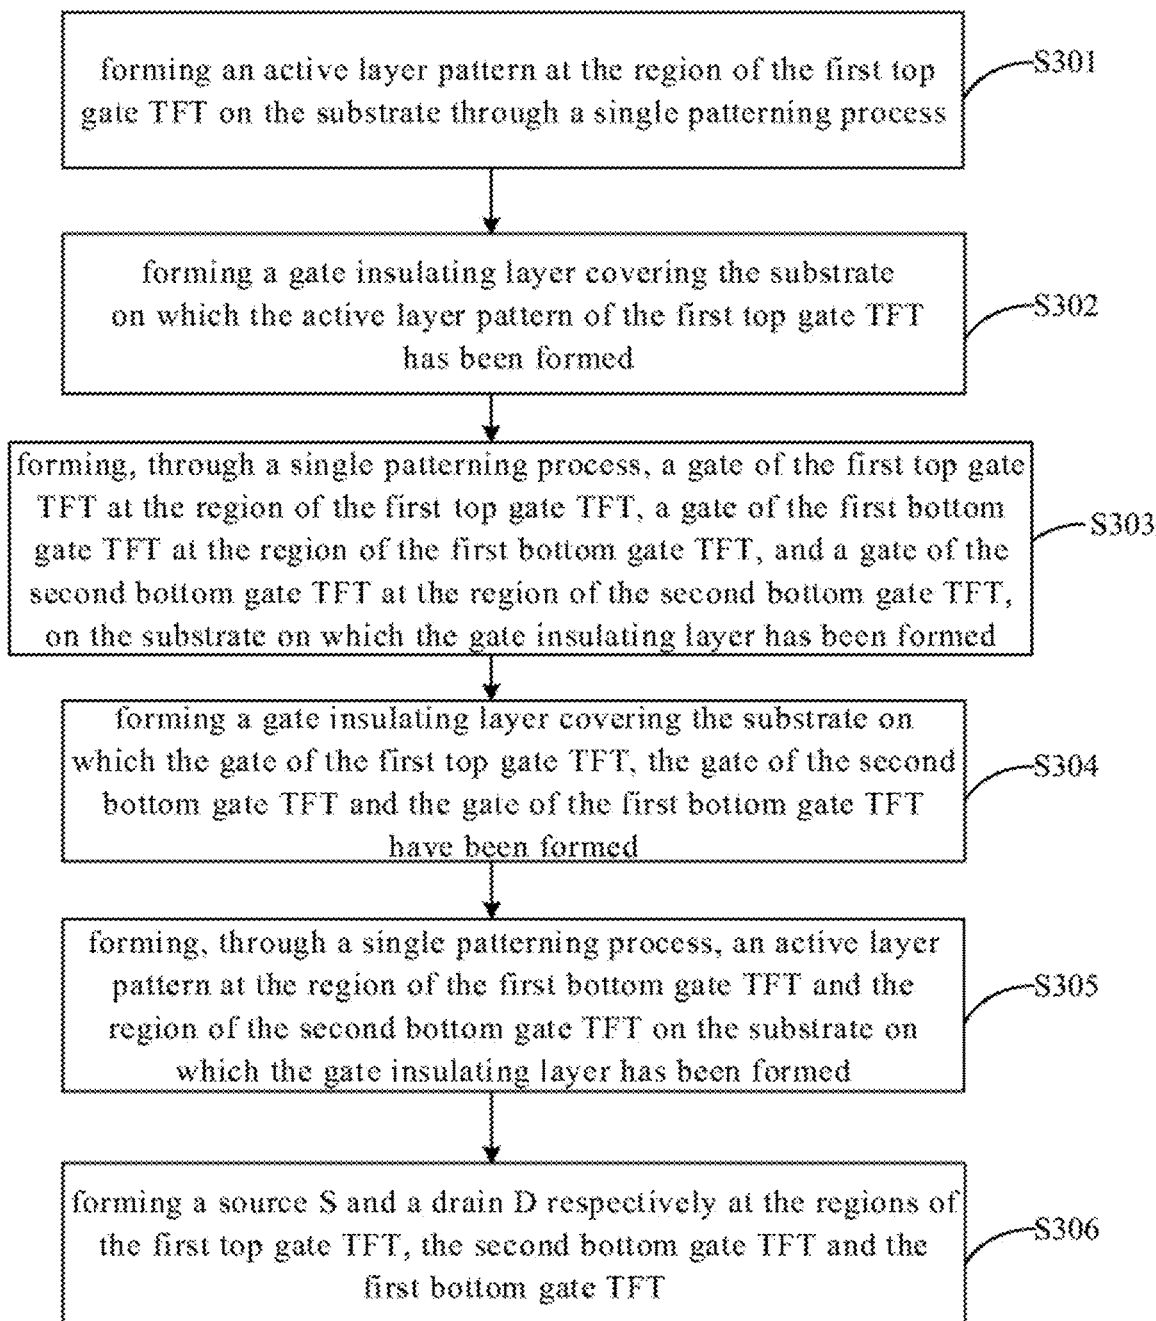 forming an active layer pattern at the region of the first top
gate TFT on the substrate through a single patterning process
S301
forming a gate insulating layer covering the substrate
on which the active layer pattern of the first top gate TFT
has been formed
S302
forming, through a single patterning process, a gate of the first top gate
TFT at the region of the first top gate TFT, a gate of the first bottom
gate TFT at the region of the first bottom gate TFT, and a gate of the
second bottom gate TFT at the region of the second bottom gate TFT,
on the substrate on which the gate insulating layer has been formed
S303
forming a gate insulating layer covering the substrate on
which the gate of the first top gate TFT, the gate of the second
bottom gate TFT and the gate of the first bottom gate TFT
have been formed
S304
forming, through a single patterning process, an active layer
pattern at the region of the first bottom gate TFT and the
region of the second bottom gate TFT on the substrate on
which the gate insulating layer has been formed
S305
forming a source S and a drain D respectively at the regions of
the first top gate TFT, the second bottom gate TFT and the
first bottom gate TFT
S306